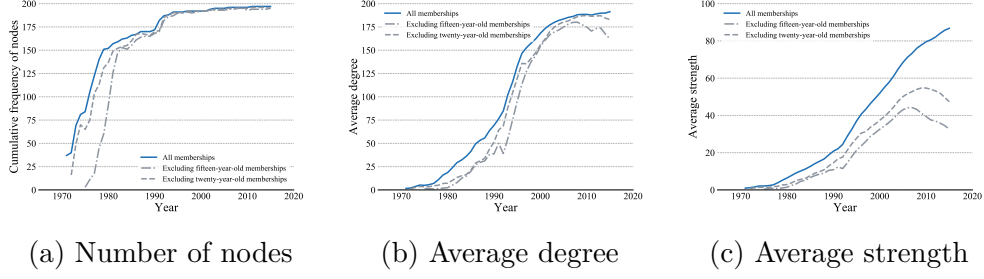 Cumulative frequency of nodes
200
175
150
125
100
75
50
25
0
All memberships
Excluding fifteen-year-old memberships
Excluding twenty-year-old memberships
1970 1980 1990 2000 2010 2020
Year
(a) Number of nodes
Average degree
200
175
150
125
100
75
50
25
0
All memberships
Excluding fifteen-year-old memberships
Excluding twenty-year-old memberships
1970 1980 1990 2000 2010 2020
Year
(b) Average degree
Average strength
100
80
60
40
20
0
All memberships
Excluding fifteen-year-old memberships
Excluding twenty-year-old memberships
1970 1980 1990 2000 2010 2020
Year
(c) Average strength